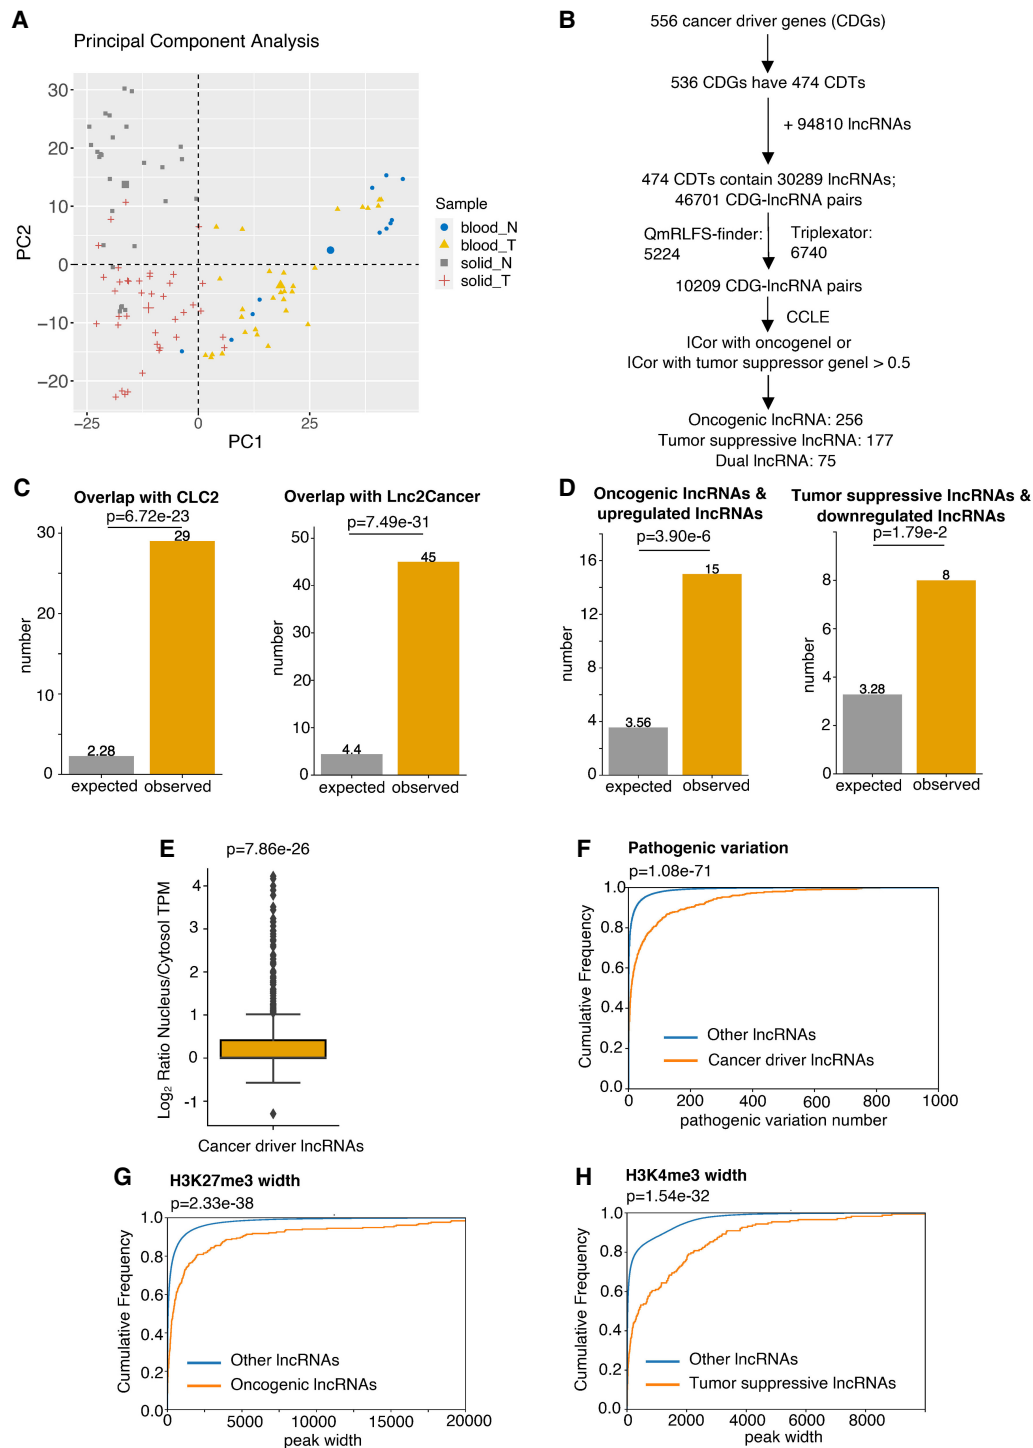 A
Principal Component Analysis
PC2
30
20
10
0
−10
−20
−25
0
25
PC1
Sample
blood_N
blood_T
solid_N
solid_T
B
556 cancer driver genes (CDGs)
536 CDGs have 474 CDTs
+ 94810 lncRNAs
474 CDTs contain 30289 lncRNAs;
46701 CDG-lncRNA pairs
QmRLFS-finder:
5224
Triplexator:
6740
10209 CDG-lncRNA pairs
CCLE
ICor with oncogeneI or
ICor with tumor suppressor geneI > 0.5
Oncogenic lncRNA: 256
Tumor suppressive lncRNA: 177
Dual lncRNA: 75
C
Overlap with CLC2
p=6.72e-23
number
30
20
10
0
29
2.28
expected
observed
Overlap with Lnc2Cancer
p=7.49e-31
number
50
40
30
20
10
0
45
4.4
expected
observed
D
Oncogenic lncRNAs &
upregulated lncRNAs
p=3.90e-6
number
16
12
8
4
0
15
3.56
expected
observed
Tumor suppressive lncRNAs &
downregulated lncRNAs
p=1.79e-2
number
8
6
4
2
0
8
3.28
expected
observed
E
p=7.86e-26
Log₂ Ratio Nucleus/Cytosol TPM
4
3
2
1
0
-1
Cancer driver lncRNAs
F
Pathogenic variation
p=1.08e-71
Cumulative Frequency
1.0
0.8
0.6
0.4
0.2
0.0
Other lncRNAs
Cancer driver lncRNAs
0
200
400
600
800
1000
pathogenic variation number
G
H3K27me3 width
p=2.33e-38
Cumulative Frequency
1.0
0.8
0.6
0.4
0.2
0.0
Other lncRNAs
Oncogenic lncRNAs
0
5000
10000
15000
20000
peak width
H
H3K4me3 width
p=1.54e-32
Cumulative Frequency
1.0
0.8
0.6
0.4
0.2
0.0
Other lncRNAs
Tumor suppressive lncRNAs
0
2000
4000
6000
8000
peak width